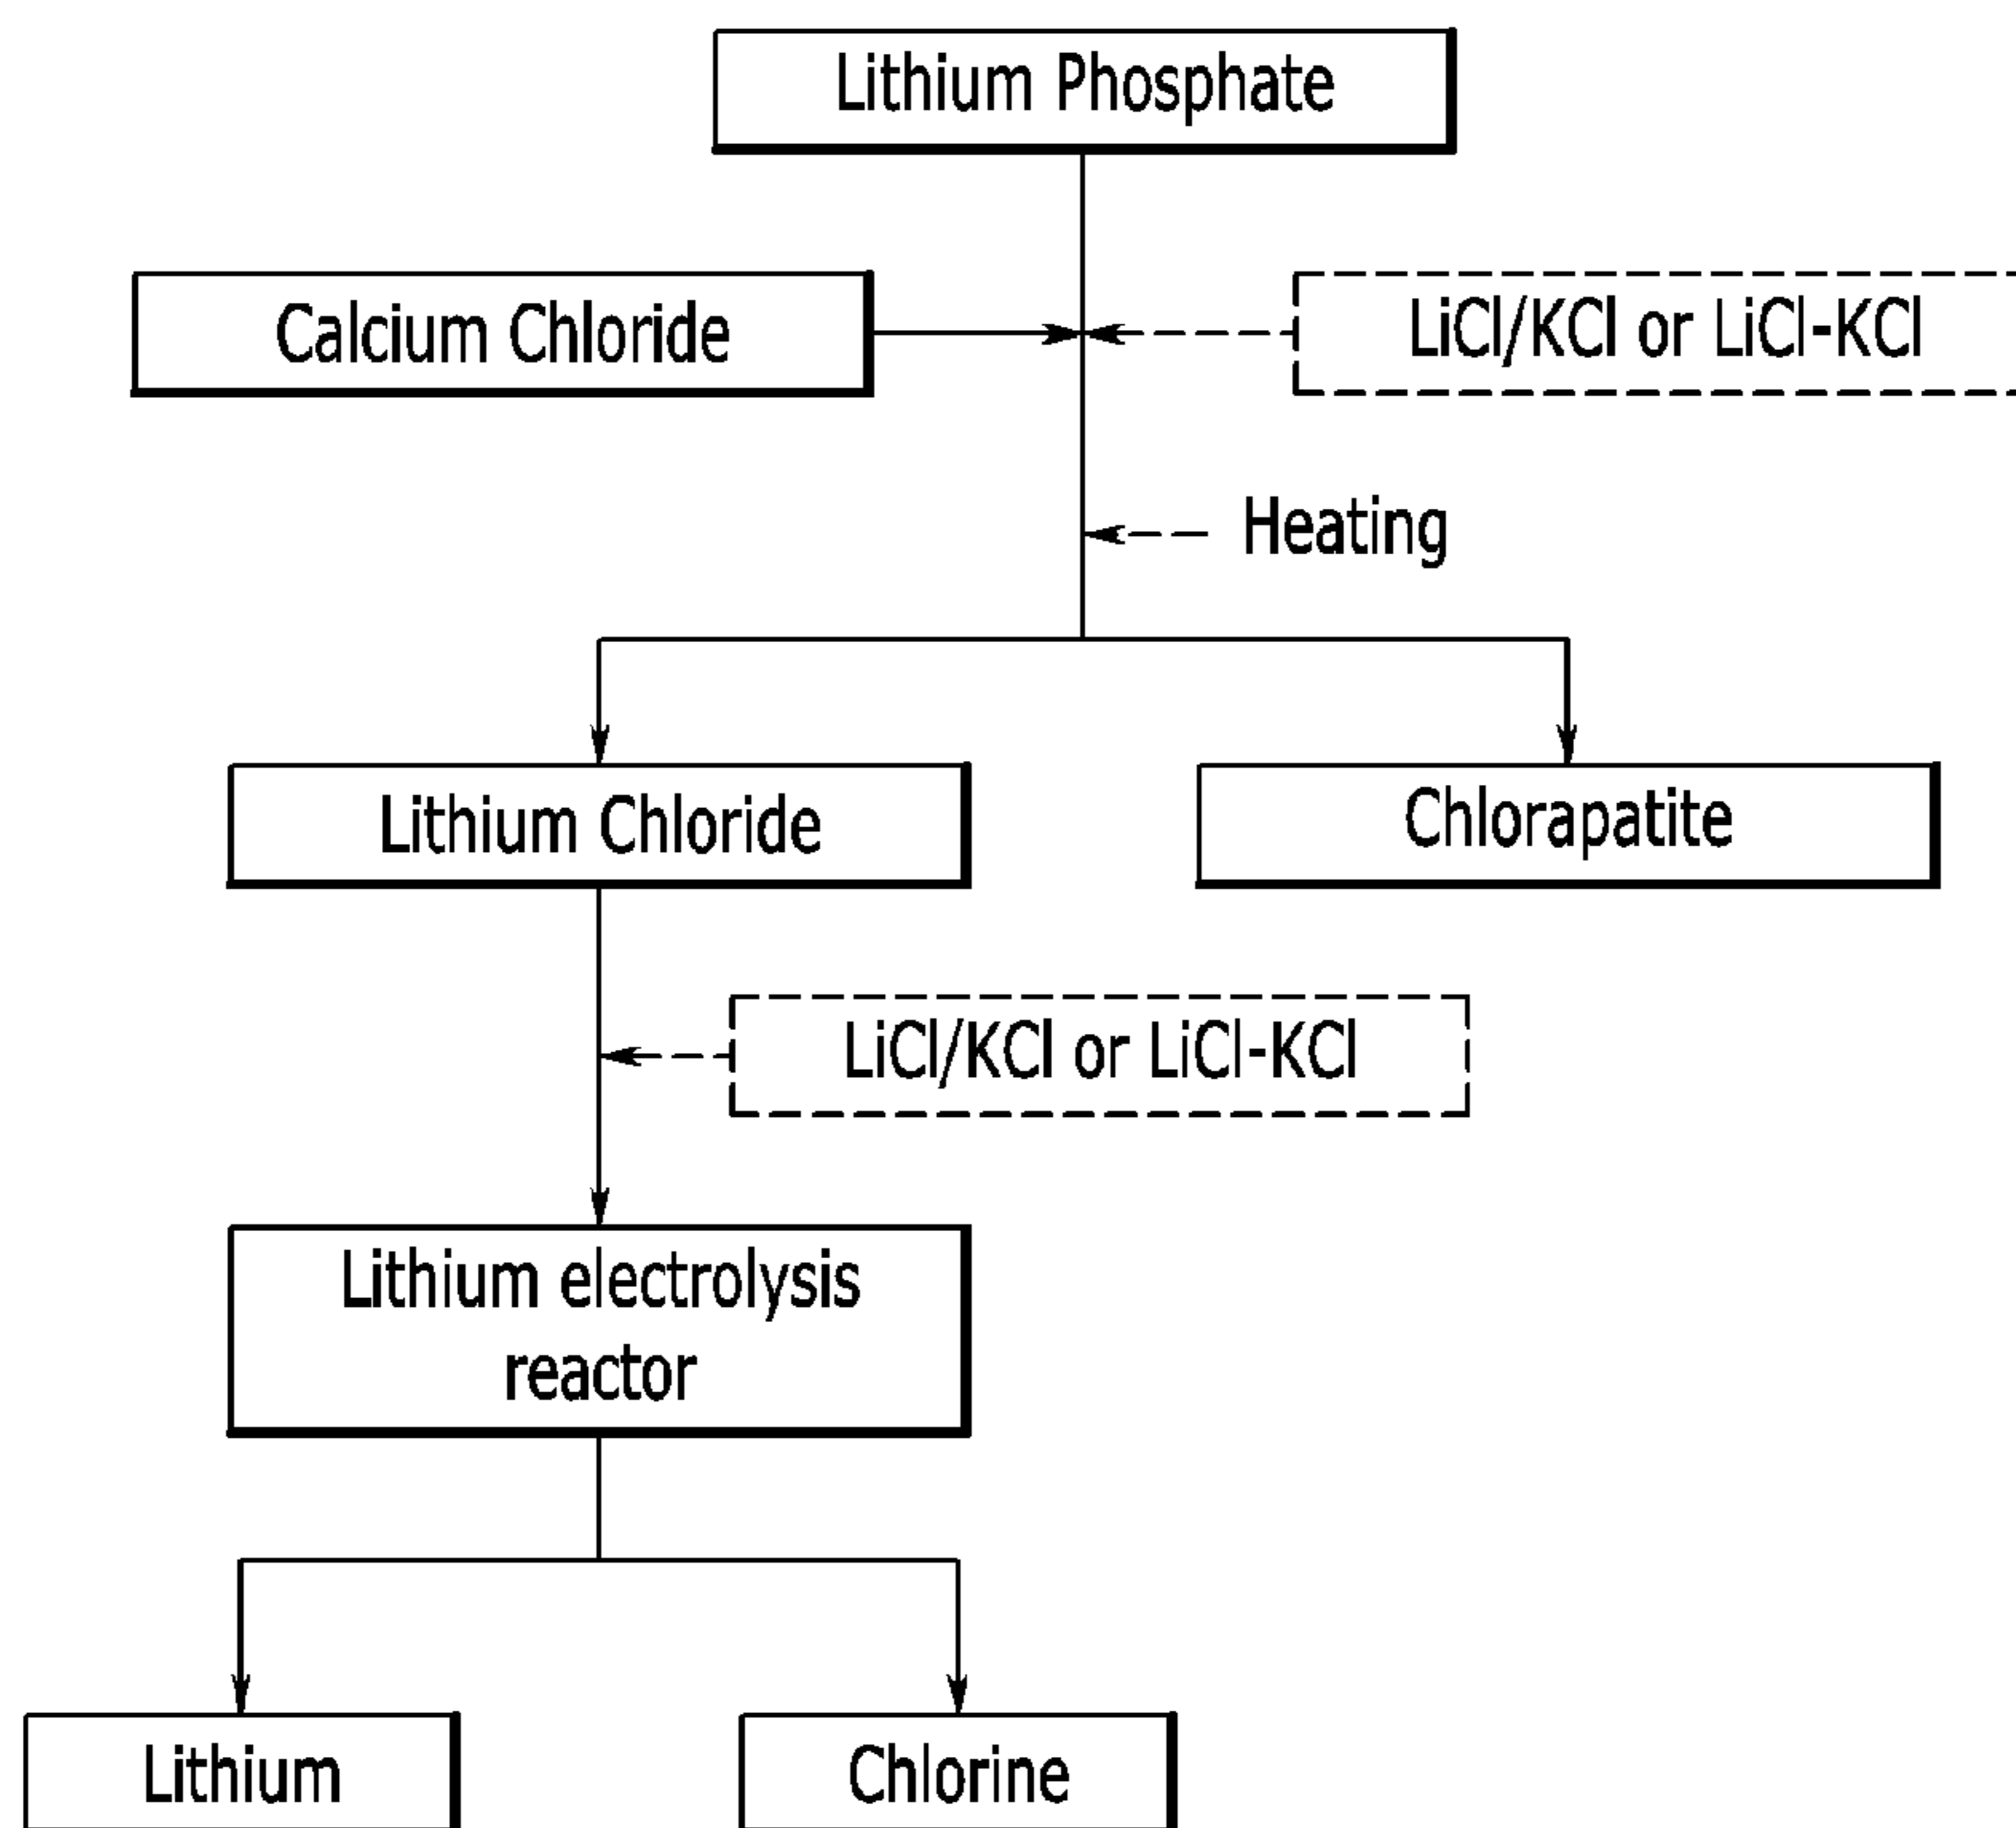 Lithium Phosphate
Calcium Chloride
LiCl/KCl or LiCl-KCl
Heating
Lithium Chloride
Chlorapatite
LiCl/KCl or LiCl-KCl
Lithium electrolysis
reactor
Lithium
Chlorine